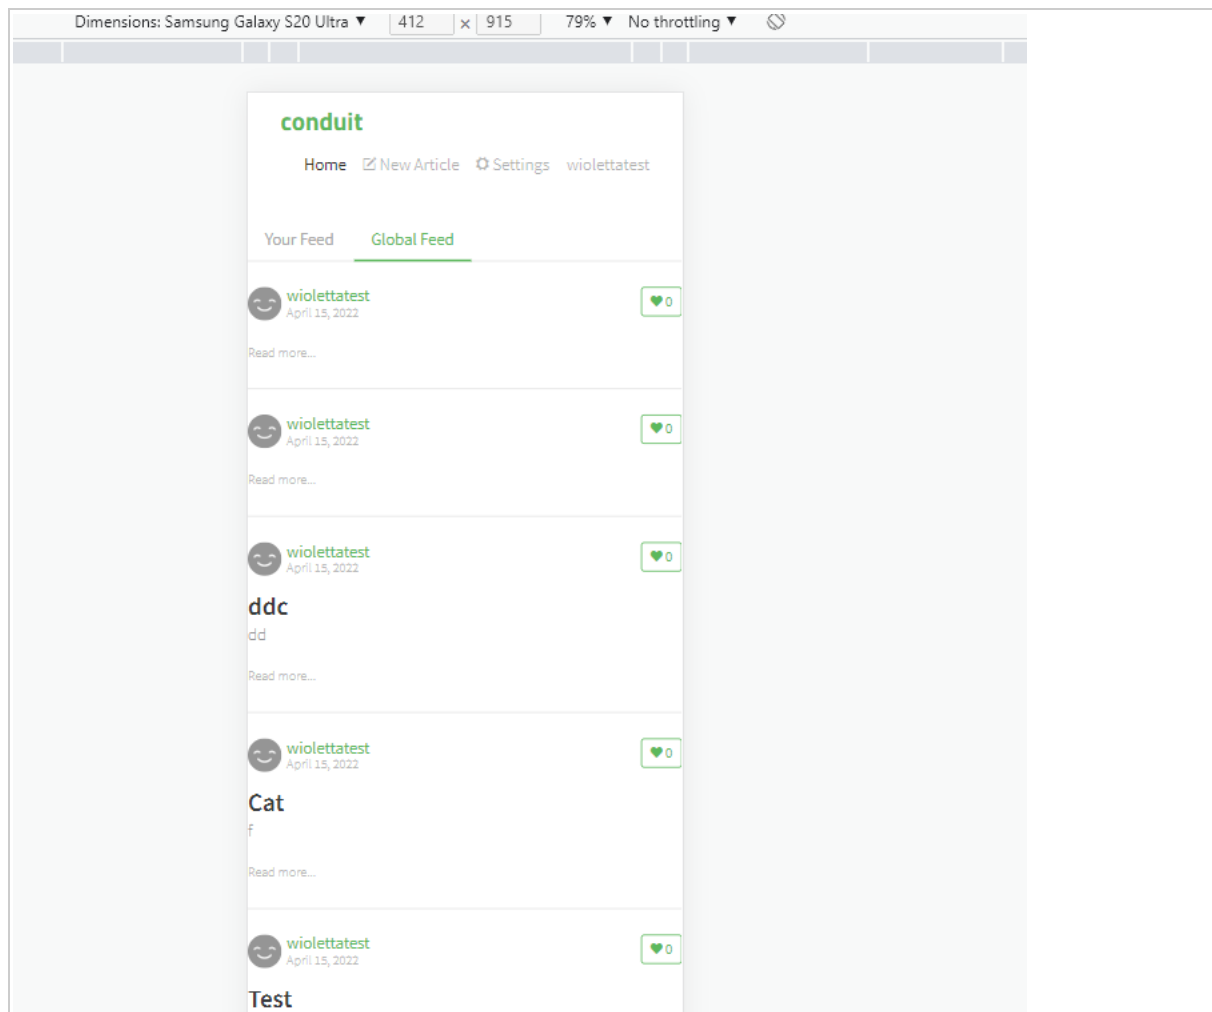 Dimensions: Samsung Galaxy S20 Ultra ▼ 412 × 915 79% ▼ No throttling ▼
conduit
Home New Article Settings wiolettatest
Your Feed Global Feed
wiolettatest 0
April 15, 2022
Read more...
wiolettatest 0
April 15, 2022
Read more...
wiolettatest 0
April 15, 2022
ddc
dd
Read more...
wiolettatest 0
April 15, 2022
Cat
f
Read more...
wiolettatest 0
April 15, 2022
Test